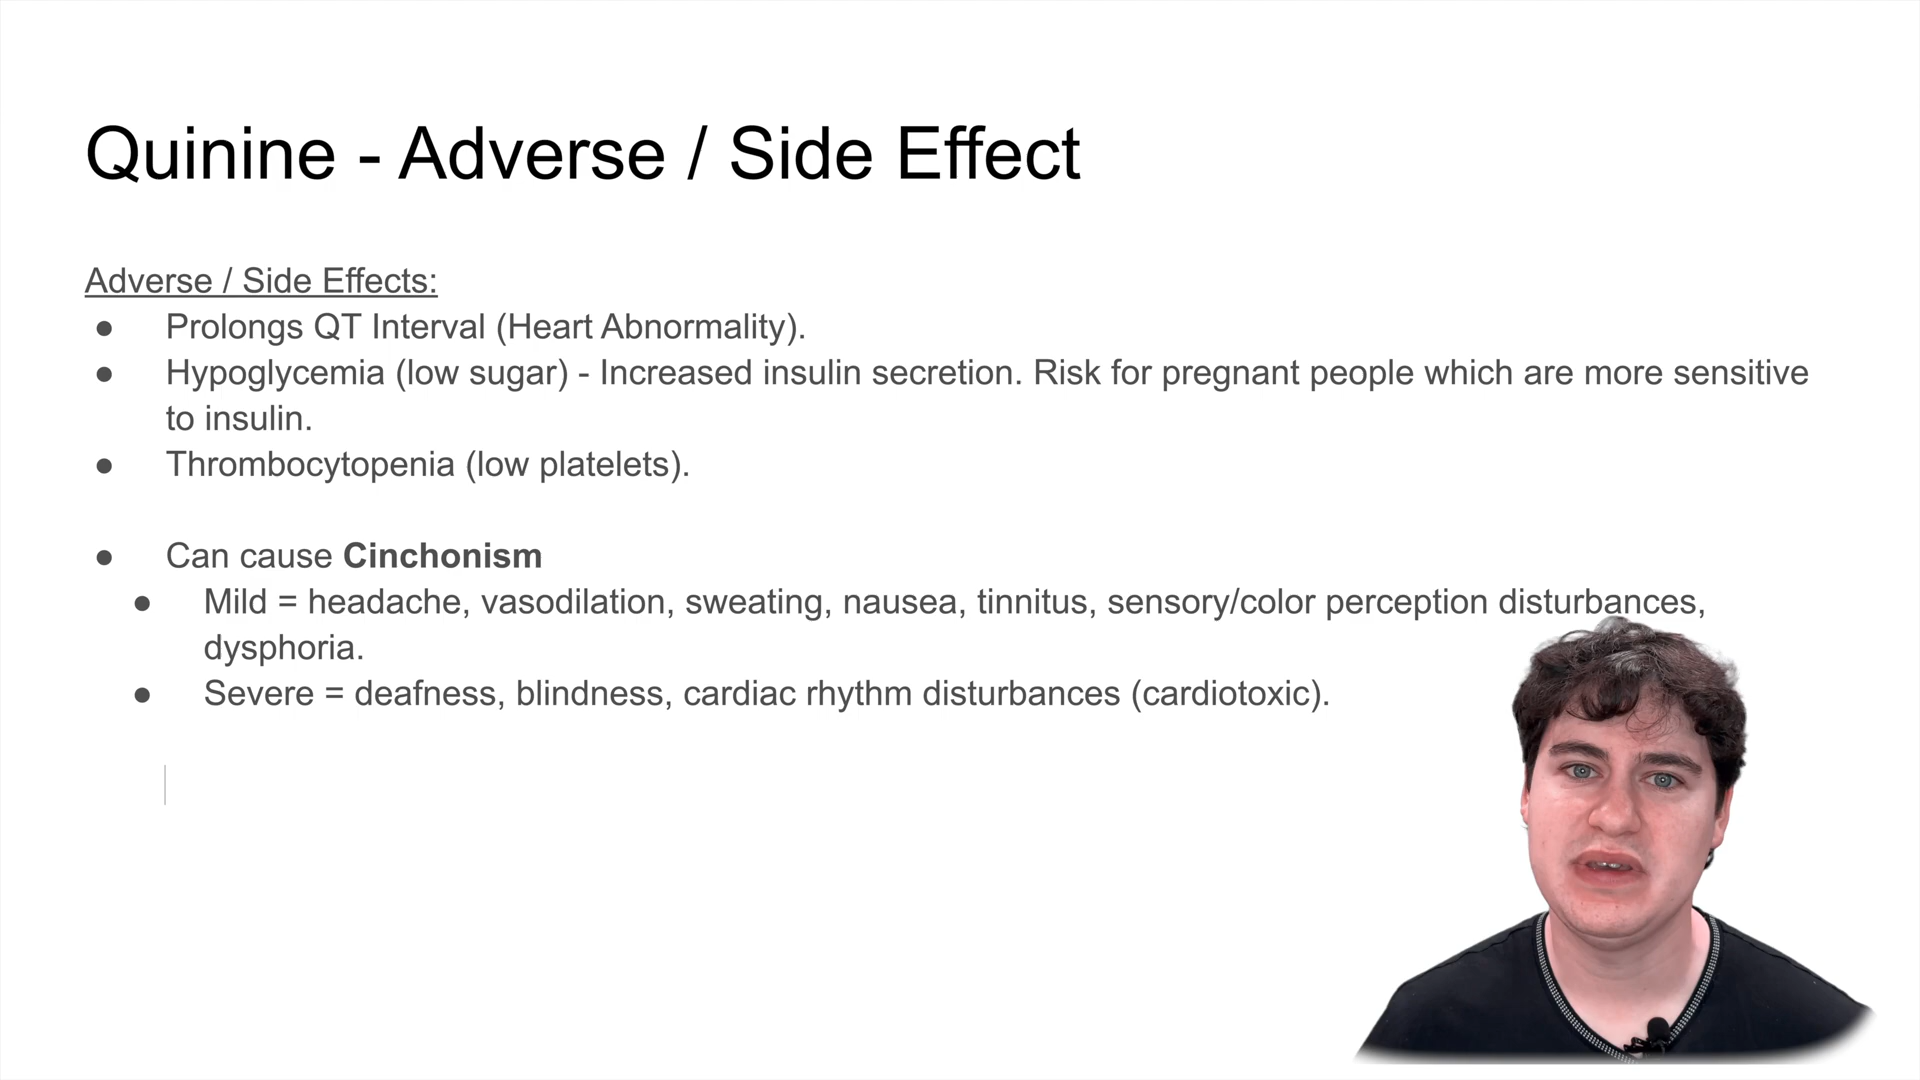 Quinine - Adverse / Side Effect
Adverse / Side Effects:
● Prolongs QT Interval (Heart Abnormality).
● Hypoglycemia (low sugar) - Increased insulin secretion. Risk for pregnant people which are more sensitive
to insulin.
● Thrombocytopenia (low platelets).
● Can cause Cinchonism
● Mild = headache, vasodilation, sweating, nausea, tinnitus, sensory/color perception disturbances,
dysphoria.
● Severe = deafness, blindness, cardiac rhythm disturbances (cardiotoxic).